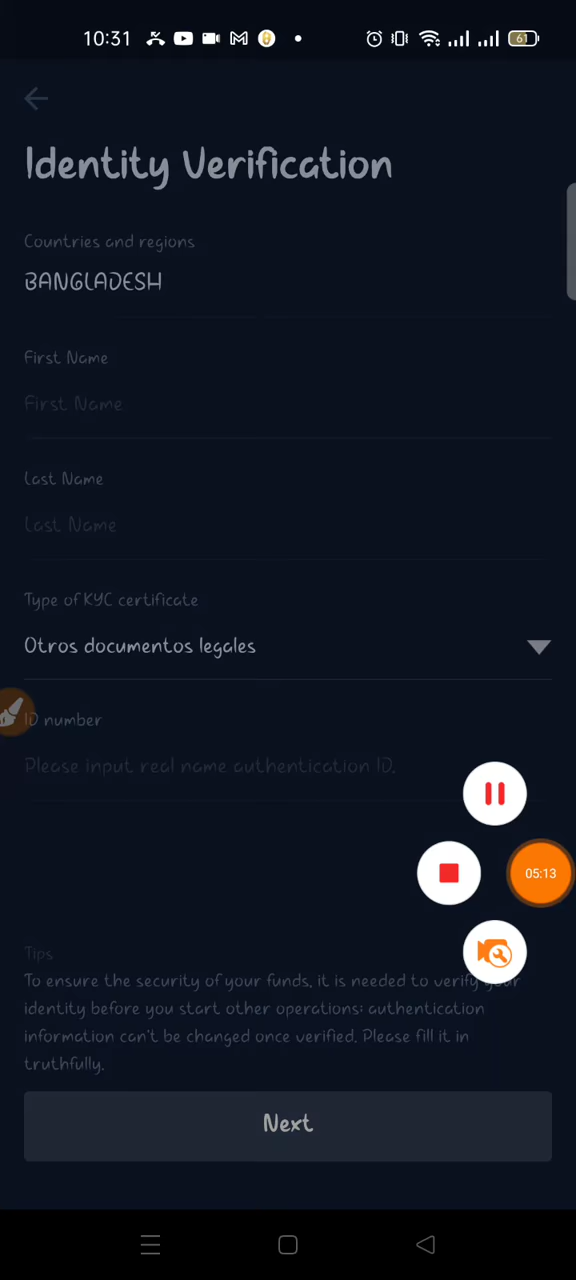 10:31
61
Identity Verification
Countries and regions
BANGLADESH
First Name
First Name
Last Name
Last Name
Type of KYC certificate
Otros documentos legales
ID number
Please input real name authentication ID.
05:13
Tips
To ensure the security of your funds, it is needed to verify your
identity before you start other operations; authentication
information can't be changed once verified. Please fill it in
truthfully.
Next